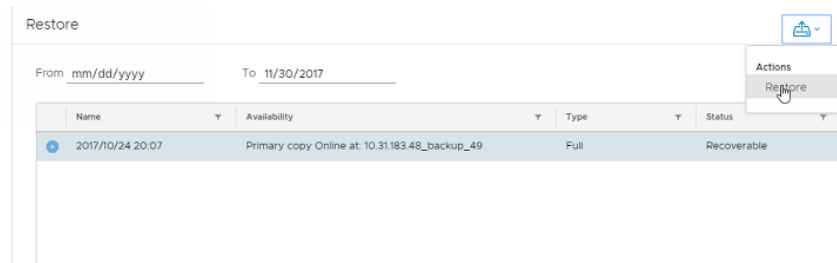 Restore
From mm/dd/yyyy To 11/30/2017
Actions
Restore
Name Availability Type Status
2017/10/24 20:07 Primary copy Online at: 10.31.183.48_backup_49 Full Recoverable